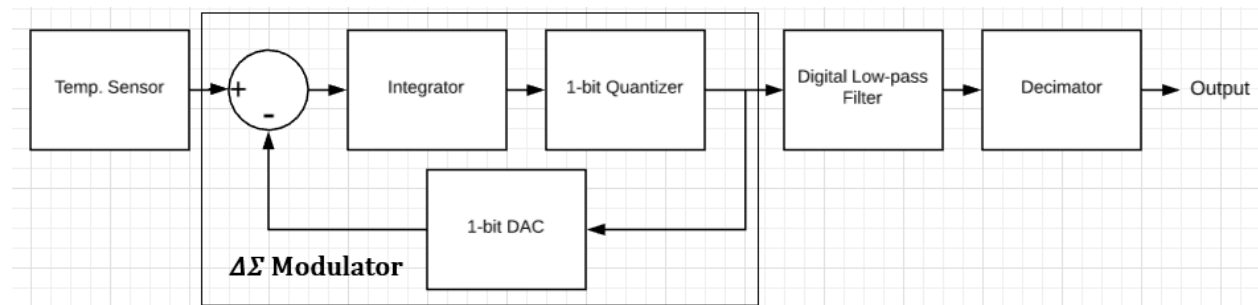 Temp. Sensor
+
-
Integrator
1-bit Quantizer
Digital Low-pass
Filter
Decimator
Output
1-bit DAC
ΔΣ Modulator